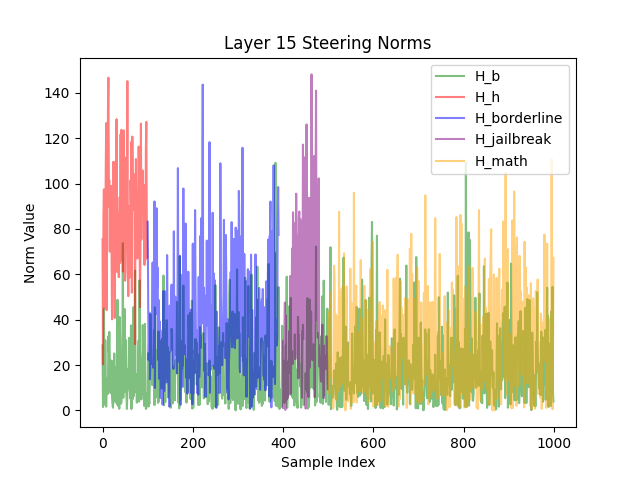 Layer 15 Steering Norms
H_b
H_h
H_borderline
H_jailbreak
H_math
140
120
100
80
60
40
20
0
Norm Value
0 200 400 600 800 1000
Sample Index